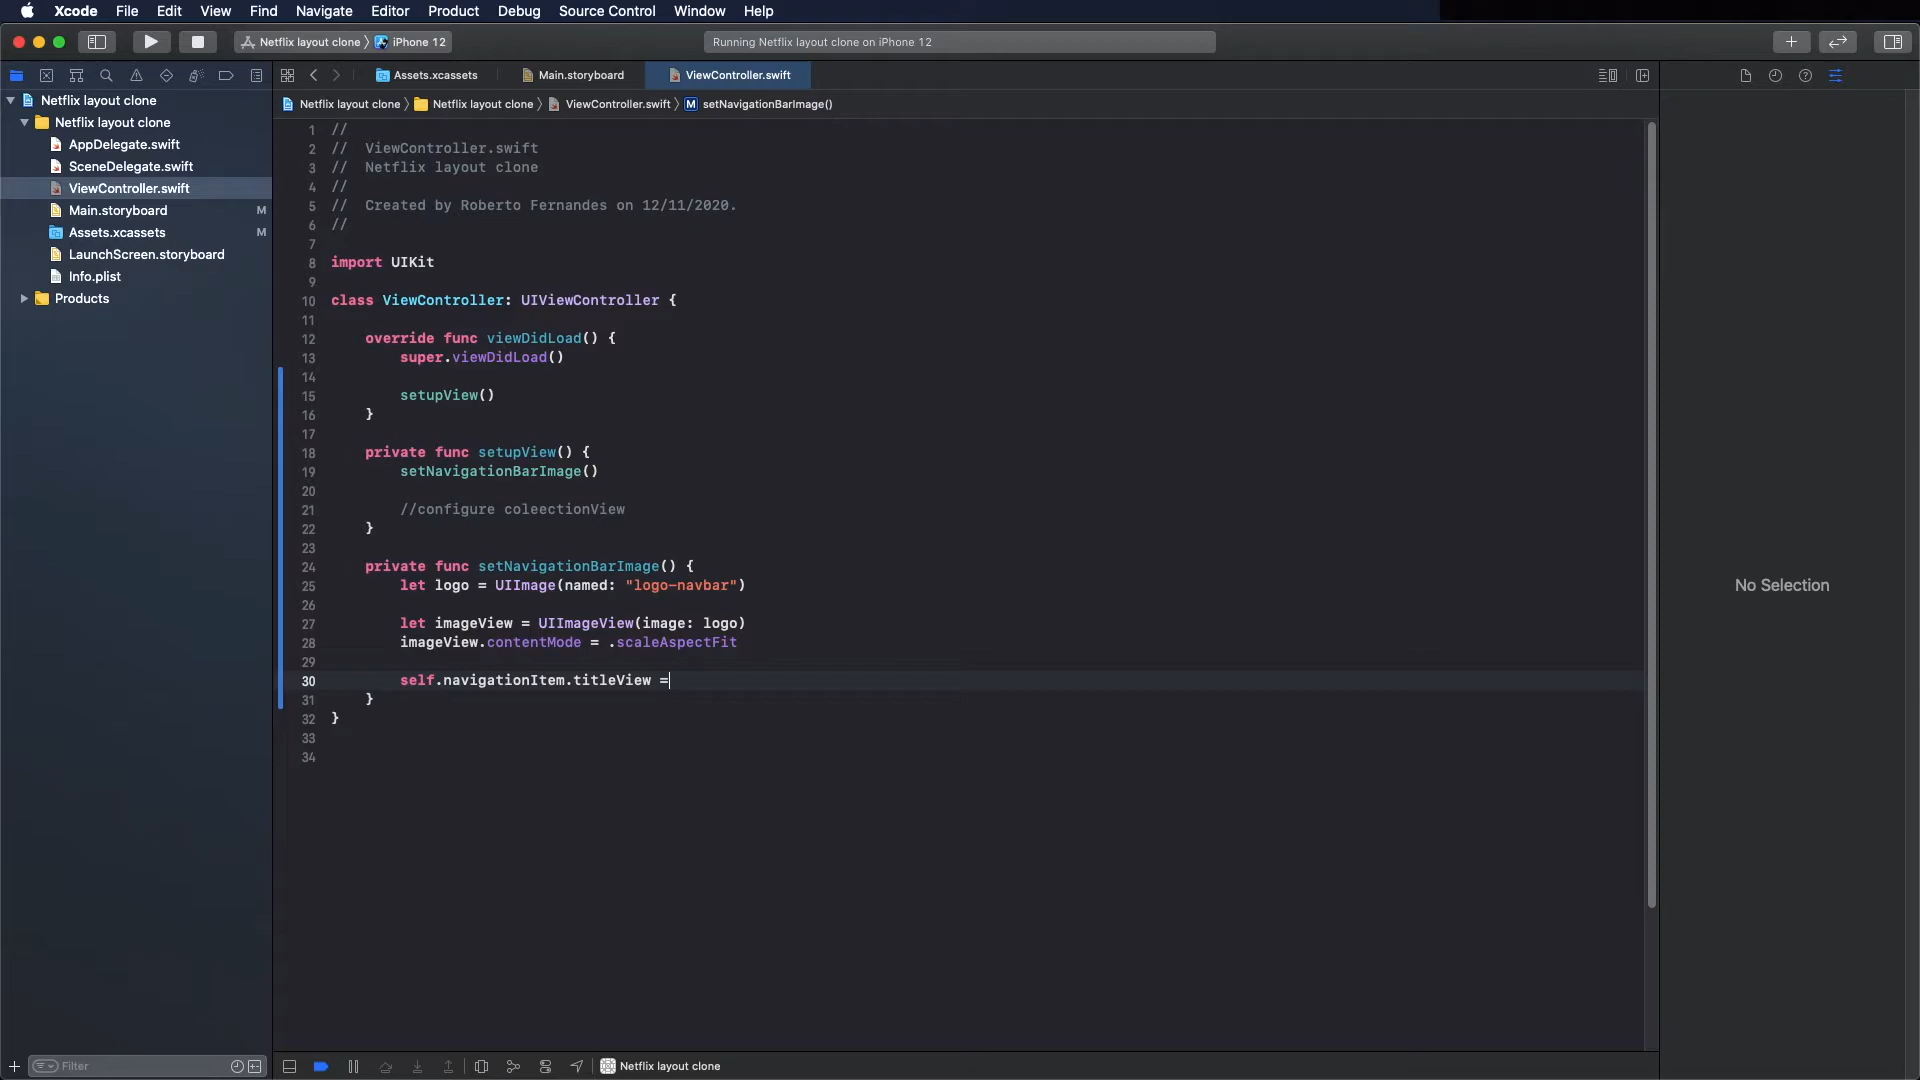 Xcode File Edit View Find Navigate Editor Product Debug Source Control Window Help
Netflix layout clone iPhone 12
Running Netflix layout clone on iPhone 12
Assets.xcassets Main.storyboard ViewController.swift
Netflix layout clone Netflix layout clone ViewController.swift M setNavigationBarImage()
Netflix layout clone
Netflix layout clone
AppDelegate.swift
SceneDelegate.swift
ViewController.swift
Main.storyboard M
Assets.xcassets M
LaunchScreen.storyboard
Info.plist
Products
1 //
2 // ViewController.swift
3 // Netflix layout clone
4 //
5 // Created by Roberto Fernandes on 12/11/2020.
6 //
7
8 import UIKit
9
10 class ViewController: UIViewController {
11
12 override func viewDidLoad() {
13 super.viewDidLoad()
14
15 setupView()
16 }
17
18 private func setupView() {
19 setNavigationBarImage()
20
21 //configure coleectionView
22 }
23
24 private func setNavigationBarImage() {
25 let logo = UIImage(named: "logo-navbar")
26
27 let imageView = UIImageView(image: logo)
28 imageView.contentMode = .scaleAspectFit
29
30 self.navigationItem.titleView =
31 }
32 }
33
34
No Selection
Filter
Netflix layout clone